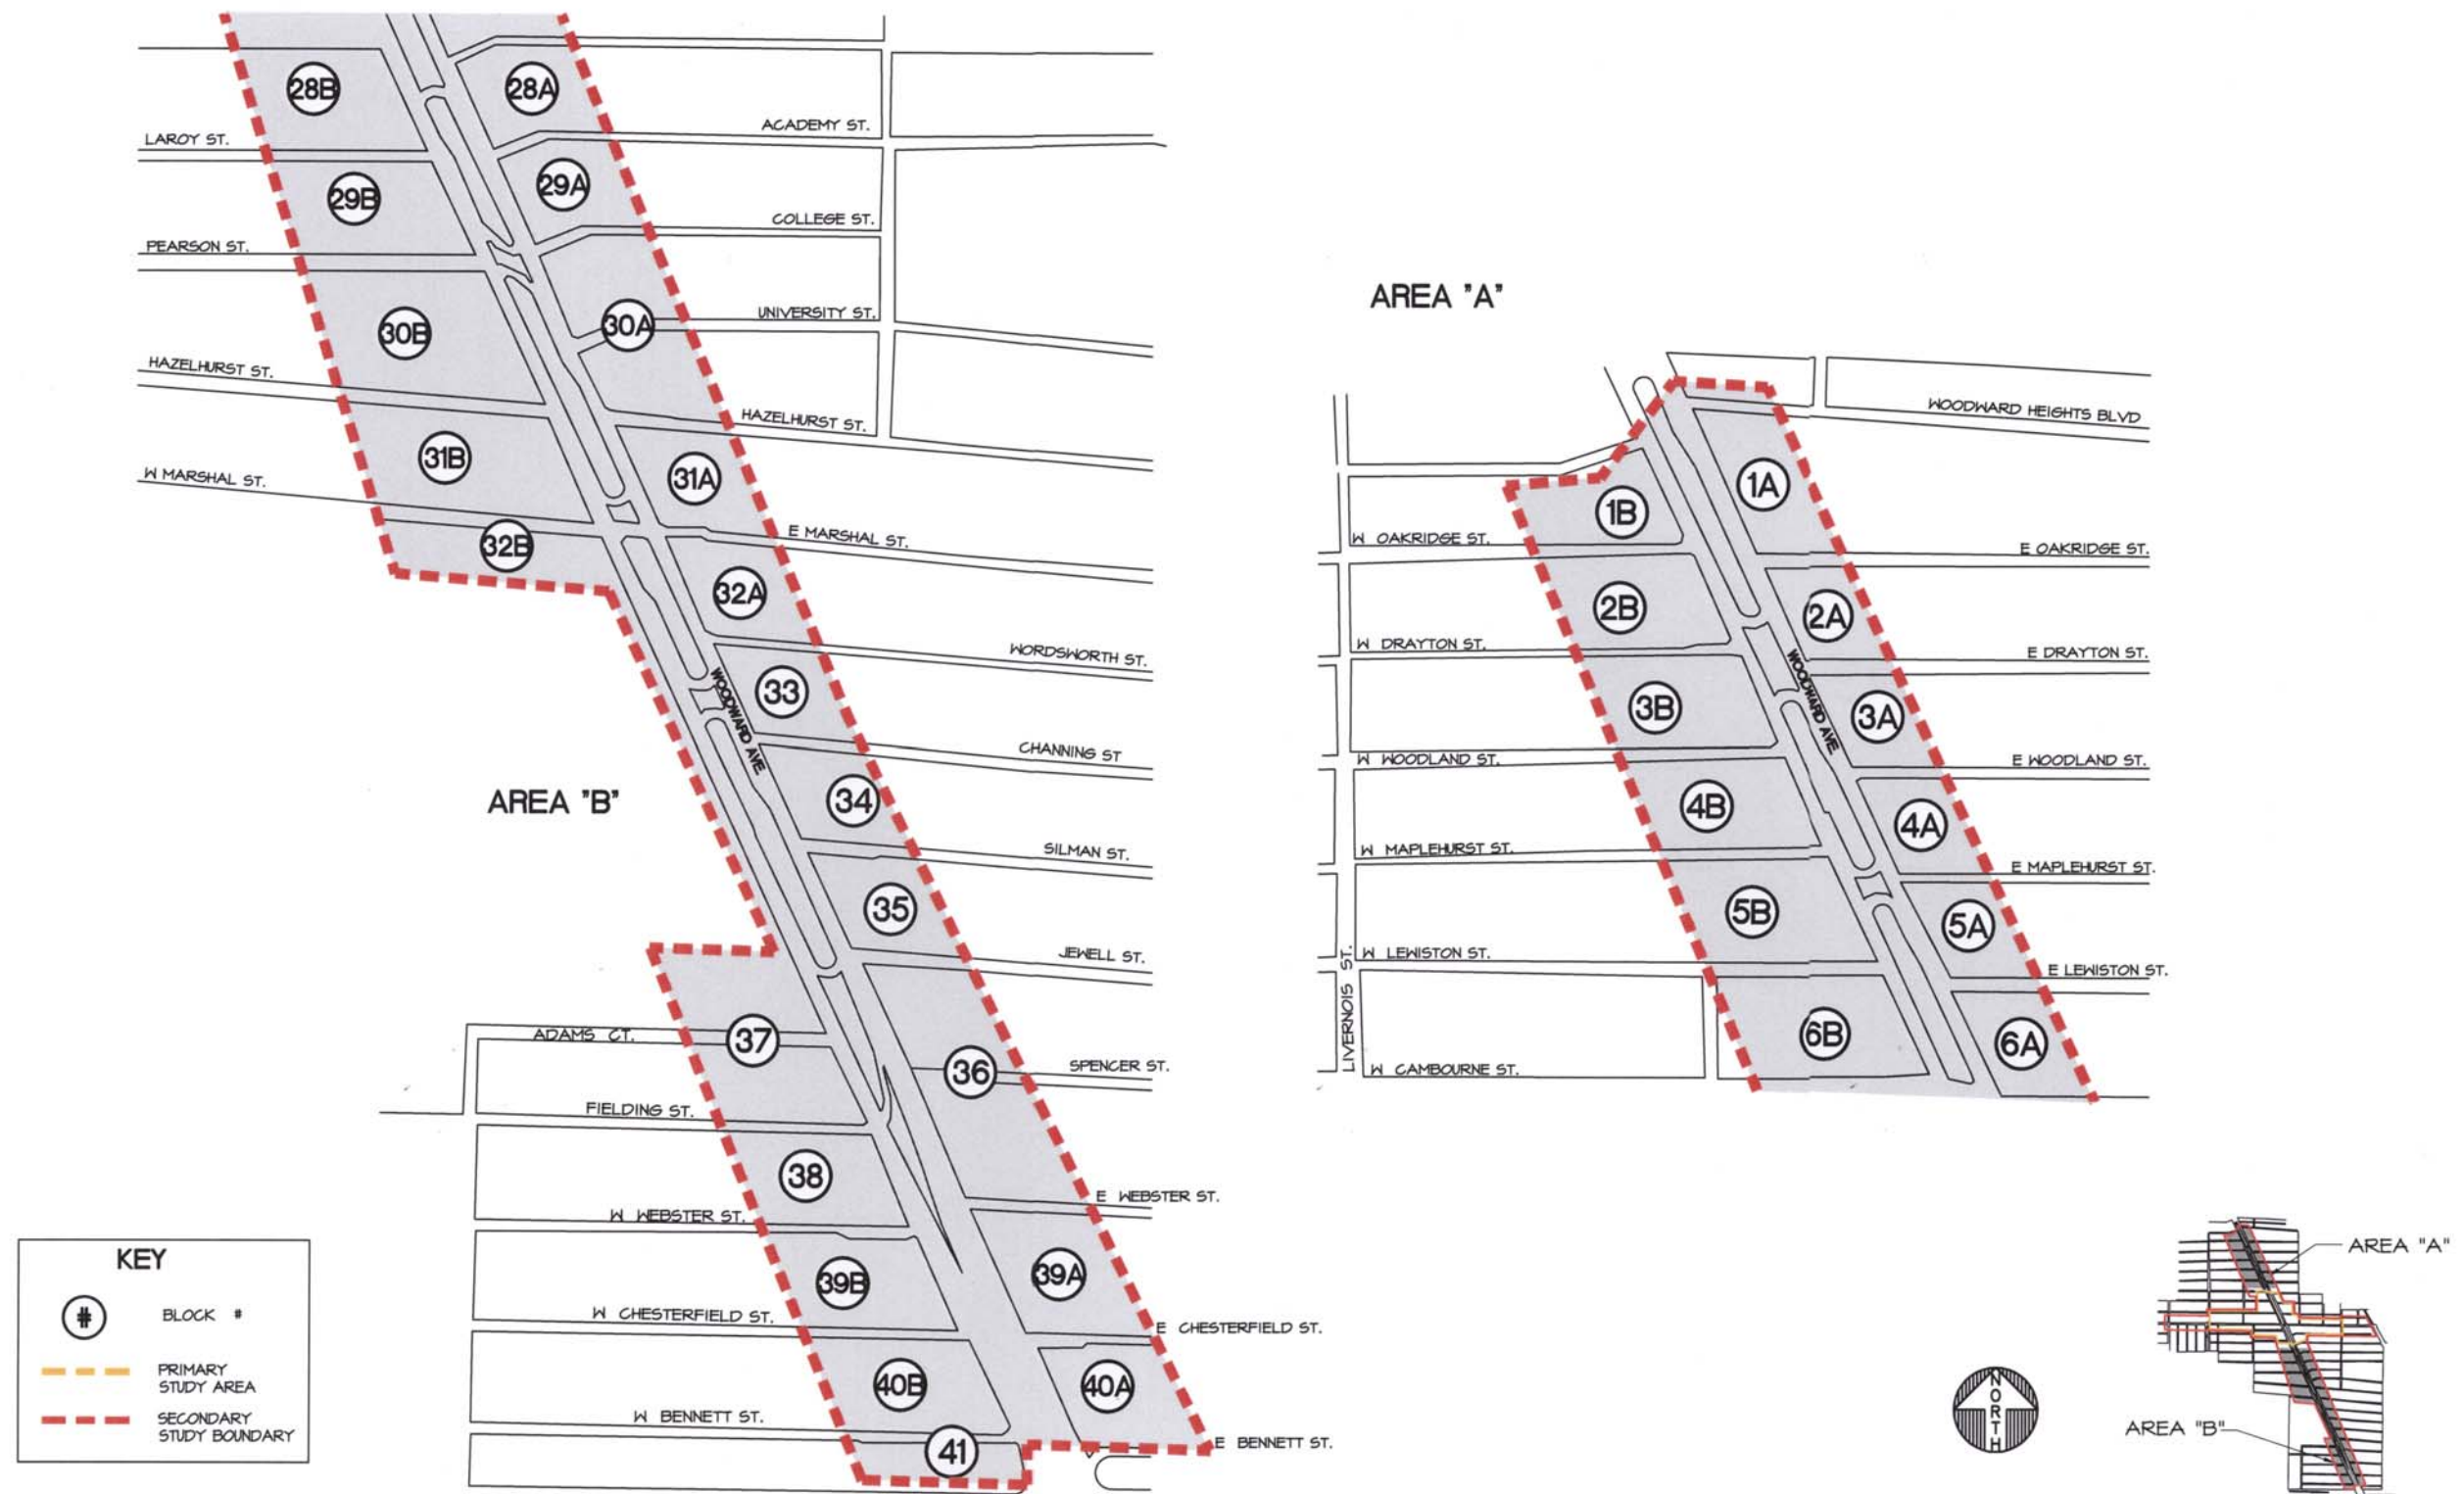 28B
28A
ACADEMY ST.
LAROY ST.
29A
29B
COLLEGE ST.
PEARSON ST.
UNIVERSITY ST.
30A
30B
HAZELHURST ST.
HAZELHURST ST.
31B
31A
W MARSHAL ST.
E MARSHAL ST.
32B
32A
WORDSWORTH ST.
33
WOODWARD AVE.
CHANNING ST
AREA "B"
34
SILMAN ST.
35
JEWELL ST.
ADAMS CT.
37
36
SPENCER ST.
FIELDING ST.
38
E WEBSTER ST.
W WEBSTER ST.
39B
39A
W CHESTERFIELD ST.
E CHESTERFIELD ST.
40B
40A
W BENNETT ST.
E BENNETT ST.
41
AREA "A"
WOODWARD HEIGHTS BLVD
1A
1B
W OAKRIDGE ST.
E OAKRIDGE ST.
2B
2A
W DRAYTON ST.
E DRAYTON ST.
WOODWARD AVE.
3B
3A
W WOODLAND ST.
E WOODLAND ST.
4B
4A
W MAPLEHURST ST.
E MAPLEHURST ST.
5B
5A
W LEWISTON ST.
E LEWISTON ST.
LIVERNOIS ST.
6B
6A
W CAMBOURNE ST.
KEY
#
BLOCK #
PRIMARY
STUDY AREA
SECONDARY
STUDY BOUNDARY
NORTH
AREA "A"
AREA "B"